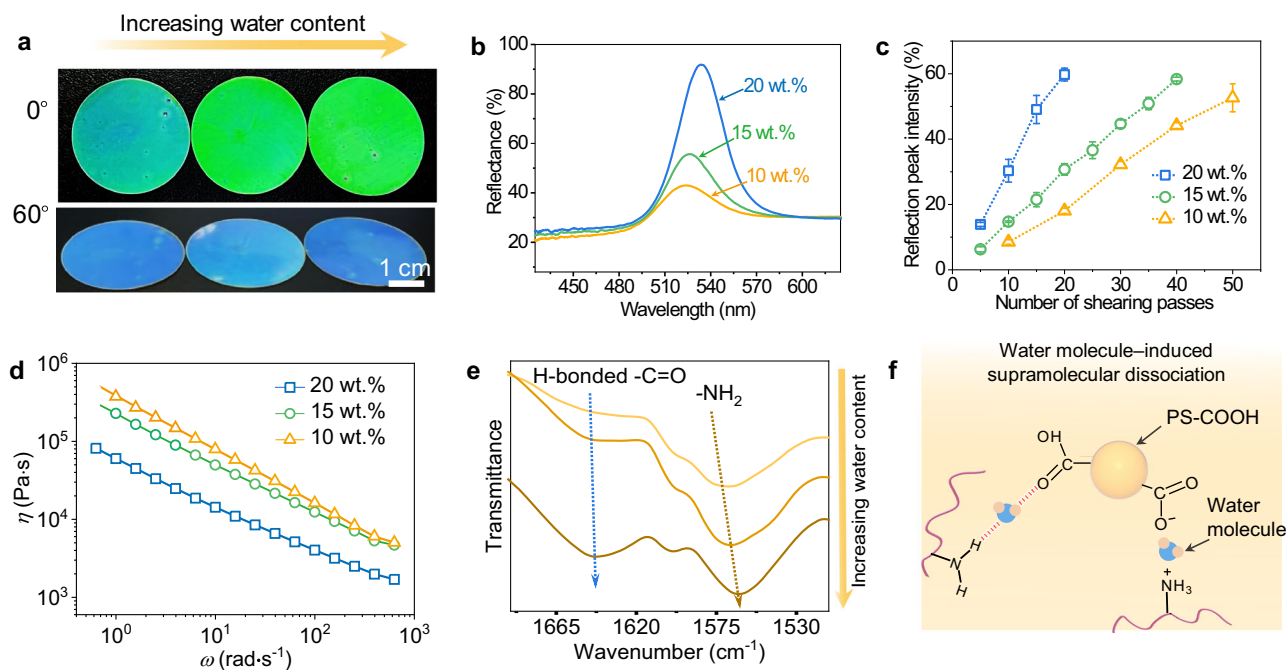 Increasing water content
a
0°
60°
1 cm
b
Reflectance (%)
100
80
60
40
20
20 wt.%
15 wt.%
10 wt.%
450 480 510 540 570 600
Wavelength (nm)
c
Reflection peak intensity (%)
60
40
20
0
20 wt.%
15 wt.%
10 wt.%
0 10 20 30 40 50
Number of shearing passes
d
η (Pa·s)
10⁶
10⁵
10⁴
10³
20 wt.%
15 wt.%
10 wt.%
10⁰ 10¹ 10² 10³
ω (rad·s⁻¹)
e
Transmittance
H-bonded -C=O
-NH₂
1665 1620 1575 1530
Wavenumber (cm⁻¹)
Increasing water content
f
Water molecule–induced
supramolecular dissociation
PS-COOH
OH
C
O
C
O
O⁻
Water
molecule
H
N
H
+
NH₃